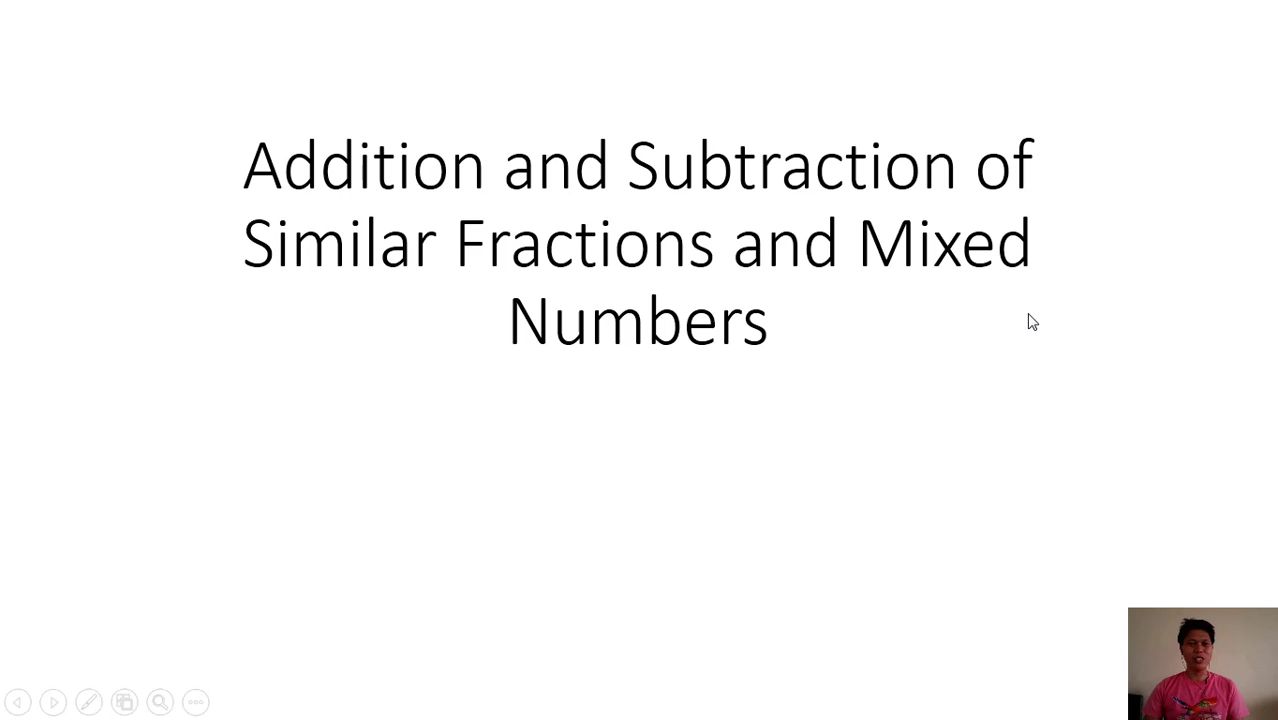 Addition and Subtraction of
Similar Fractions and Mixed
Numbers